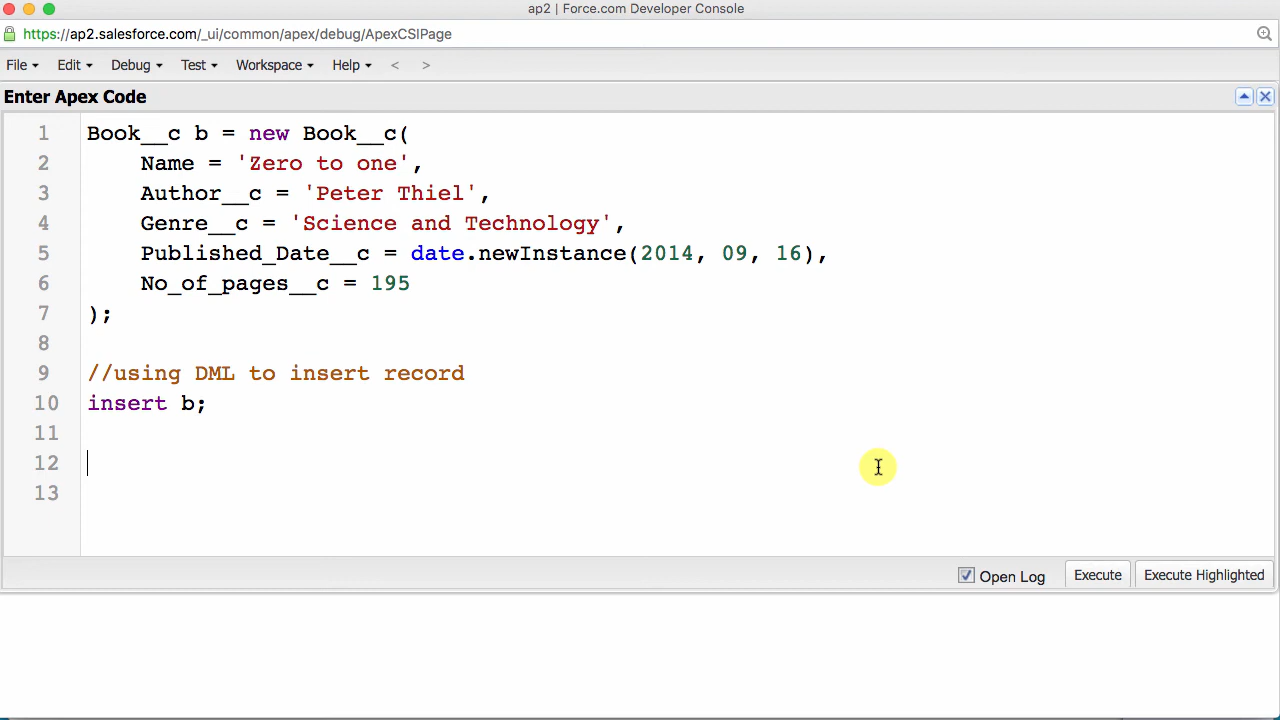 ap2 | Force.com Developer Console
https://ap2.salesforce.com/_ui/common/apex/debug/ApexCSIPage
File Edit Debug Test Workspace Help < >
Enter Apex Code
1 Book__c b = new Book__c(
2 Name = 'Zero to one',
3 Author__c = 'Peter Thiel',
4 Genre__c = 'Science and Technology',
5 Published_Date__c = date.newInstance(2014, 09, 16),
6 No_of_pages__c = 195
7 );
8
9 //using DML to insert record
10 insert b;
11
12
13
Open Log Execute Execute Highlighted